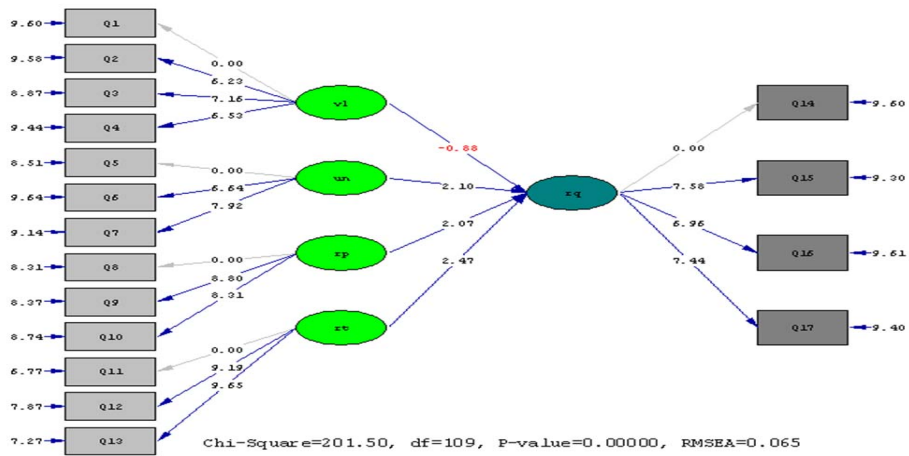 9.60 Q1
9.58 Q2
0.00
6.23
8.87 Q3
7.16
vl
Q14 9.60
9.44 Q4
6.53
-0.88
0.00
8.51 Q5
0.00
un
Q15 9.30
9.64 Q6
6.64
2.10
rq
7.58
9.14 Q7
7.92
2.07
6.96
8.31 Q8
0.00
rp
Q16 9.61
8.37 Q9
8.80
2.47
7.44
8.74 Q10
8.31
rt
Q17 9.40
6.77 Q11
0.00
7.87 Q12
9.19
9.65
7.27 Q13
Chi-Square=201.50, df=109, P-value=0.00000, RMSEA=0.065